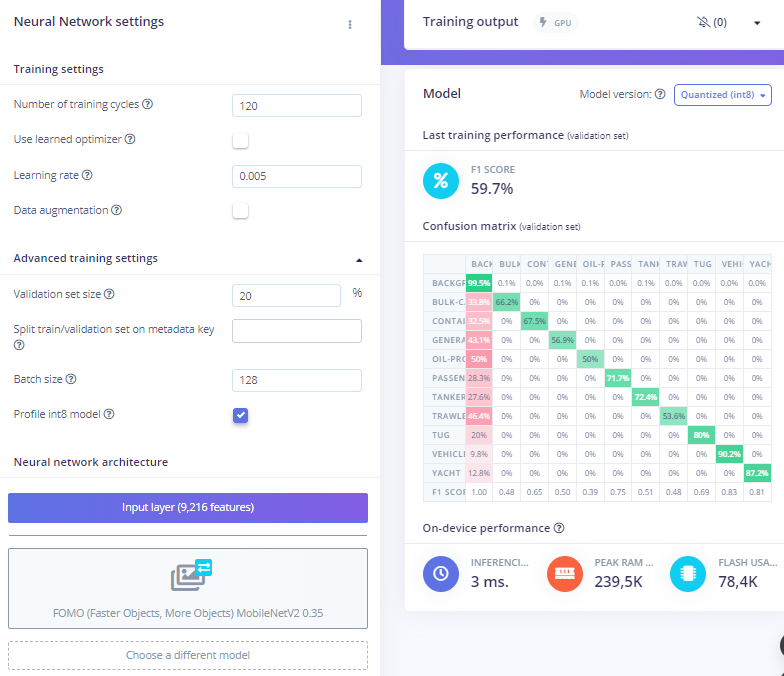 Neural Network settings
Training settings
Number of training cycles
120
Use learned optimizer
Learning rate
0.005
Data augmentation
Advanced training settings
Validation set size
20
%
Split train/validation set on metadata key
Batch size
128
Profile int8 model
Neural network architecture
Input layer (9,216 features)
FOMO (Faster Objects, More Objects) MobileNetV2 0.35
Choose a different model
Training output
GPU
(0)
Model
Model version:
Quantized (int8)
Last training performance (validation set)
%
F1 SCORE
59.7%
Confusion matrix (validation set)
BACK BULK CON GENE OIL-F PASS TANK TRAW TUG VEHI YACH
BACKGF 99.5% 0.1% 0.0% 0.1% 0.1% 0.0% 0.1% 0.0% 0.0% 0.0% 0.0%
BULK-C 33.8% 66.2% 0% 0% 0% 0% 0% 0% 0% 0% 0%
CONTAI 32.5% 0% 67.5% 0% 0% 0% 0% 0% 0% 0% 0%
GENERA 43.1% 0% 0% 56.9% 0% 0% 0% 0% 0% 0% 0%
OIL-PRC 50% 0% 0% 0% 50% 0% 0% 0% 0% 0% 0%
PASSEN 28.3% 0% 0% 0% 0% 71.7% 0% 0% 0% 0% 0%
TANKER 27.6% 0% 0% 0% 0% 0% 72.4% 0% 0% 0% 0%
TRAWLE 46.4% 0% 0% 0% 0% 0% 0% 53.6% 0% 0% 0%
TUG 20% 0% 0% 0% 0% 0% 0% 0% 80% 0% 0%
VEHICLI 9.8% 0% 0% 0% 0% 0% 0% 0% 0% 90.2% 0%
YACHT 12.8% 0% 0% 0% 0% 0% 0% 0% 0% 0% 87.2%
F1 SCOR 1.00 0.48 0.65 0.50 0.39 0.75 0.51 0.48 0.69 0.83 0.81
On-device performance
INFERENCI...
3 ms.
PEAK RAM ...
239,5K
FLASH USA...
78,4K